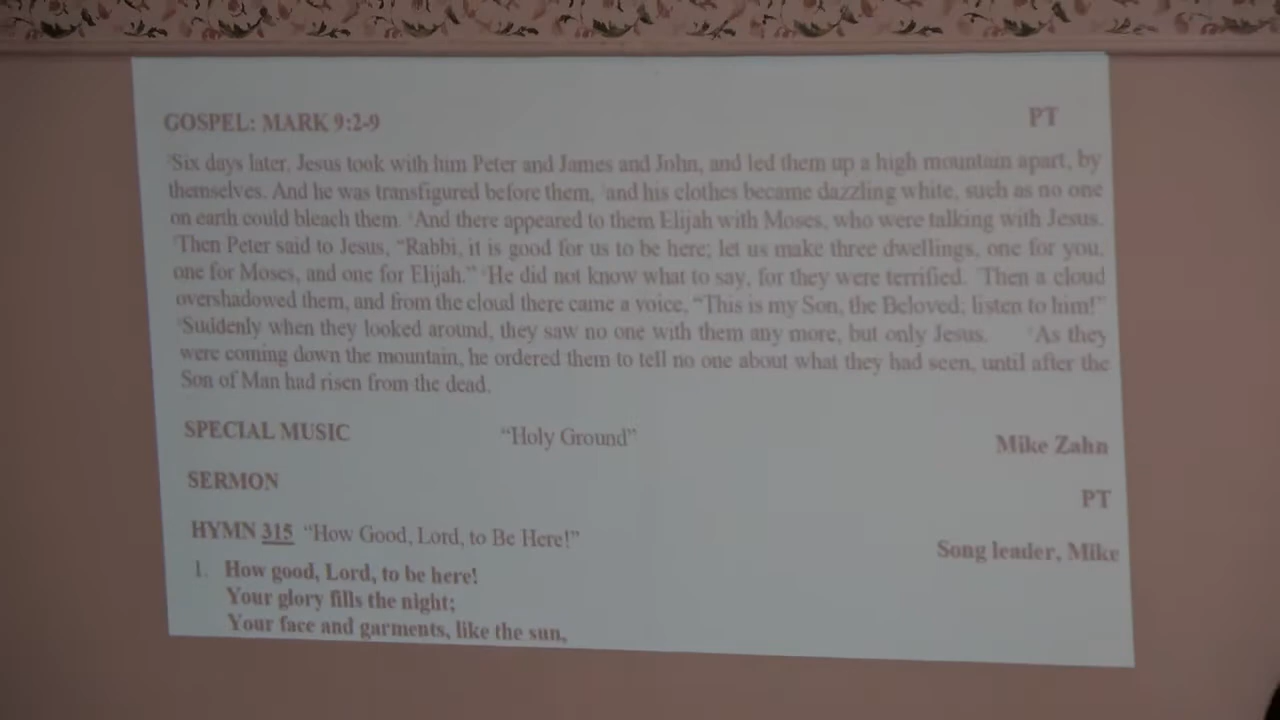 GOSPEL: MARK 9:2-9 PT
Six days later, Jesus took with him Peter and James and John, and led them up a high mountain apart, by
themselves. And he was transfigured before them, and his clothes became dazzling white, such as no one
on earth could bleach them. And there appeared to them Elijah with Moses, who were talking with Jesus.
Then Peter said to Jesus, “Rabbi, it is good for us to be here; let us make three dwellings, one for you,
one for Moses, and one for Elijah.” He did not know what to say, for they were terrified. Then a cloud
overshadowed them, and from the cloud there came a voice, “This is my Son, the Beloved; listen to him!”
Suddenly when they looked around, they saw no one with them any more, but only Jesus. As they
were coming down the mountain, he ordered them to tell no one about what they had seen, until after the
Son of Man had risen from the dead.
SPECIAL MUSIC “Holy Ground” Mike Zahn
SERMON PT
HYMN 315 “How Good, Lord, to Be Here!” Song leader, Mike
1. How good, Lord, to be here!
Your glory fills the night;
Your face and garments, like the sun,